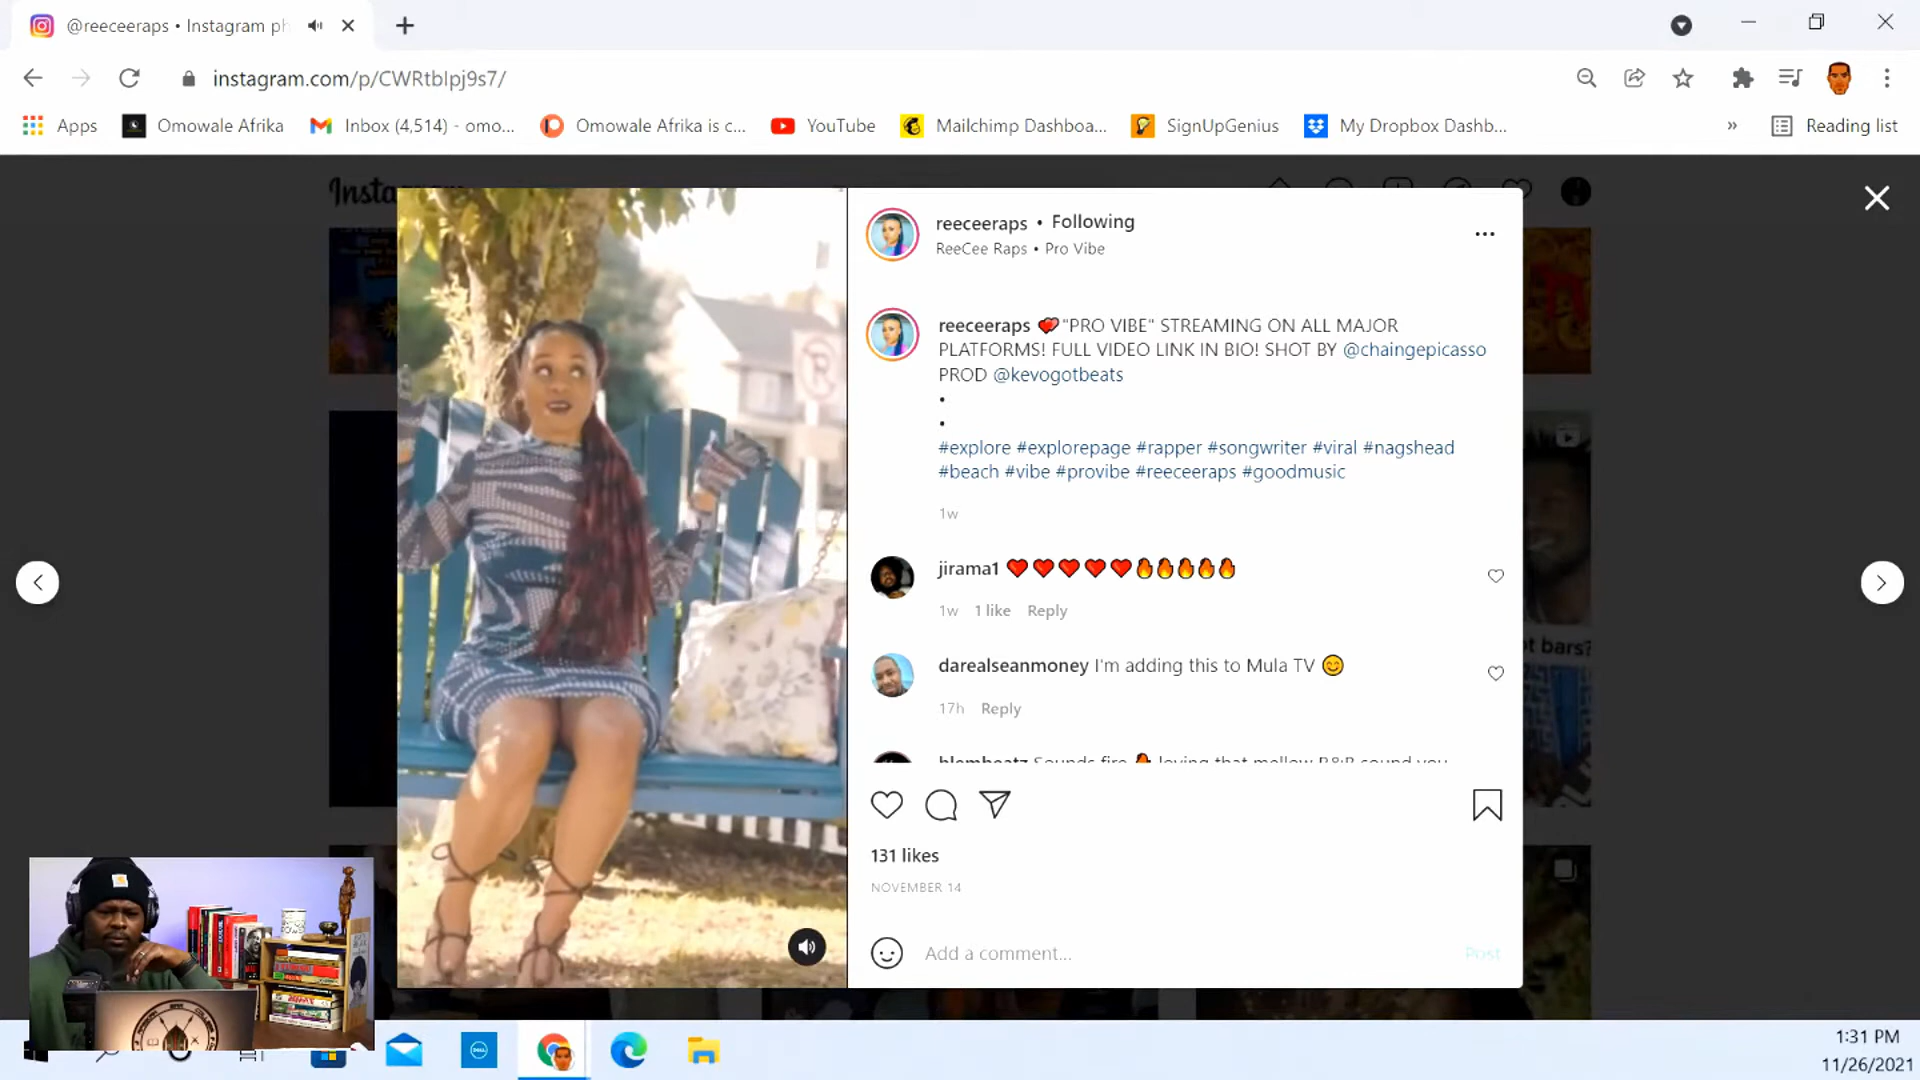 @reeceeraps • Instagram ph
instagram.com/p/CWRtbIpj9s7/
Apps Omowale Afrika Inbox (4,514) - omo... Omowale Afrika is c... YouTube Mailchimp Dashboa... SignUpGenius My Dropbox Dashb... » Reading list
reeceeraps • Following
ReeCee Raps • Pro Vibe
reeceeraps 💕"PRO VIBE" STREAMING ON ALL MAJOR
PLATFORMS! FULL VIDEO LINK IN BIO! SHOT BY @chaingepicasso
PROD @kevogotbeats
•
•
#explore #explorepage #rapper #songwriter #viral #nagshead
#beach #vibe #provibe #reeceeraps #goodmusic
1w
jirama1 ❤️❤️❤️❤️❤️🔥🔥🔥🔥🔥
1w 1 like Reply
darealseanmoney I'm adding this to Mula TV 😊
17h Reply
blembeatz Sounds fire 🔥 loving that mellow R&B sound you
ot bars?
131 likes
NOVEMBER 14
Add a comment...
Post
DELL
1:31 PM
11/26/2021